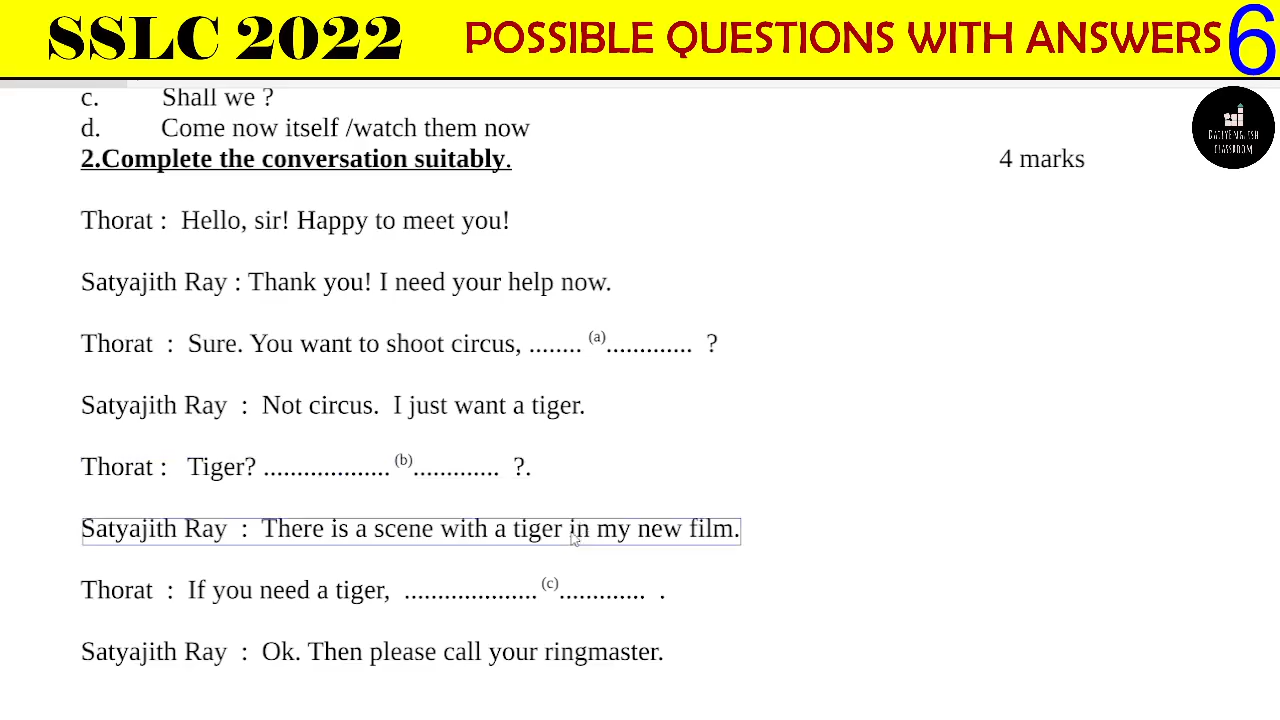 SSLC 2022 POSSIBLE QUESTIONS WITH ANSWERS 6
c. Shall we ?
d. Come now itself /watch them now
DAILY ENGLISH
CLASSROOM
2.Complete the conversation suitably. 4 marks
Thorat : Hello, sir! Happy to meet you!
Satyajith Ray : Thank you! I need your help now.
Thorat : Sure. You want to shoot circus, ........ (a)............. ?
Satyajith Ray : Not circus. I just want a tiger.
Thorat : Tiger? ................... (b)............. ?.
Satyajith Ray : There is a scene with a tiger in my new film.
Thorat : If you need a tiger, .................... (c)............. .
Satyajith Ray : Ok. Then please call your ringmaster.